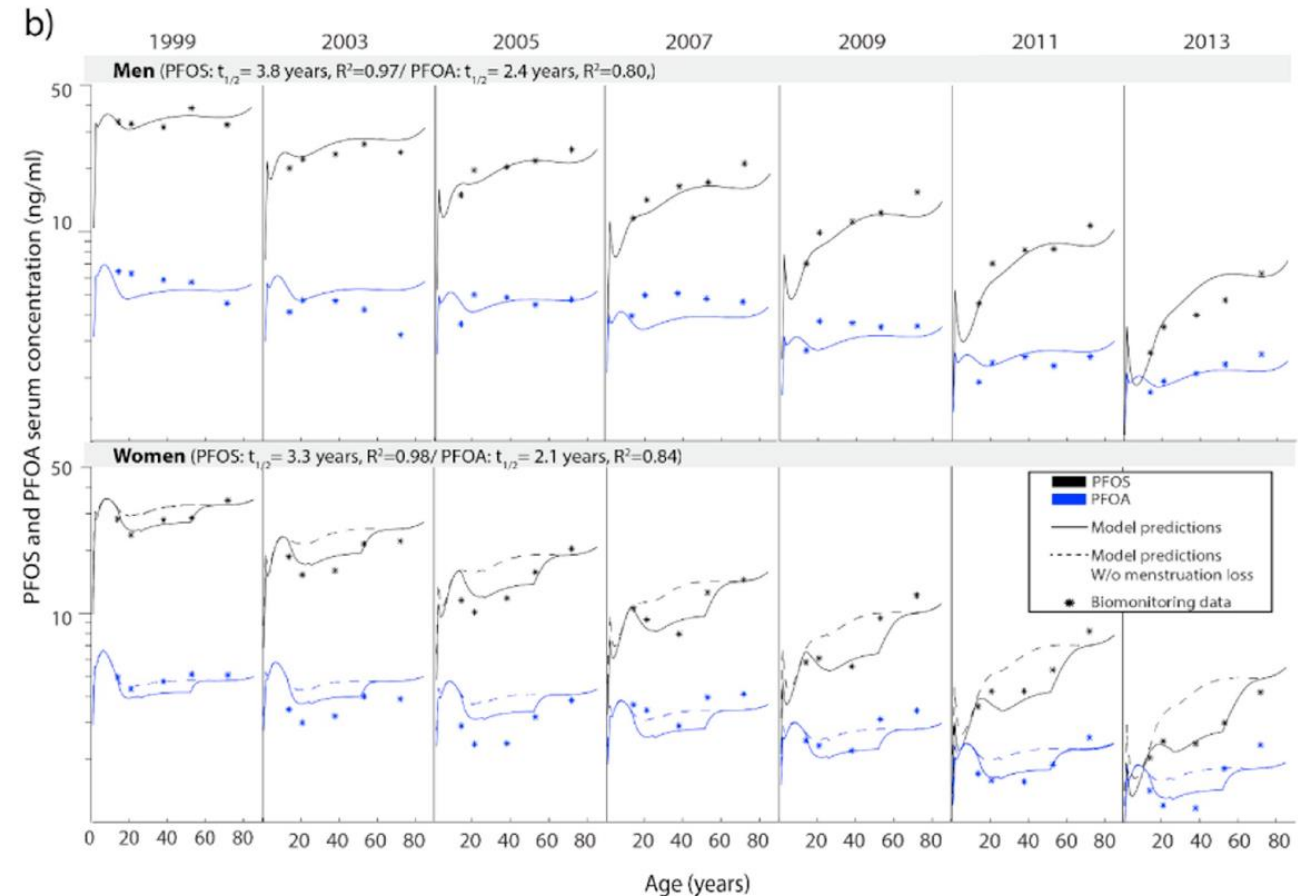 b)
1999 2003 2005 2007 2009 2011 2013
Men (PFOS: t1/2= 3.8 years, R²=0.97/ PFOA: t1/2= 2.4 years, R²=0.80,)
50
10
PFOS and PFOA serum concentration (ng/ml)
Women (PFOS: t1/2= 3.3 years, R²=0.98/ PFOA: t1/2= 2.1 years, R²=0.84)
50
10
PFOS
PFOA
Model predictions
Model predictions
W/o menstruation loss
Biomonitoring data
0 20 40 60 80 20 40 60 80 20 40 60 80 20 40 60 80 20 40 60 80 20 40 60 80 20 40 60 80
Age (years)